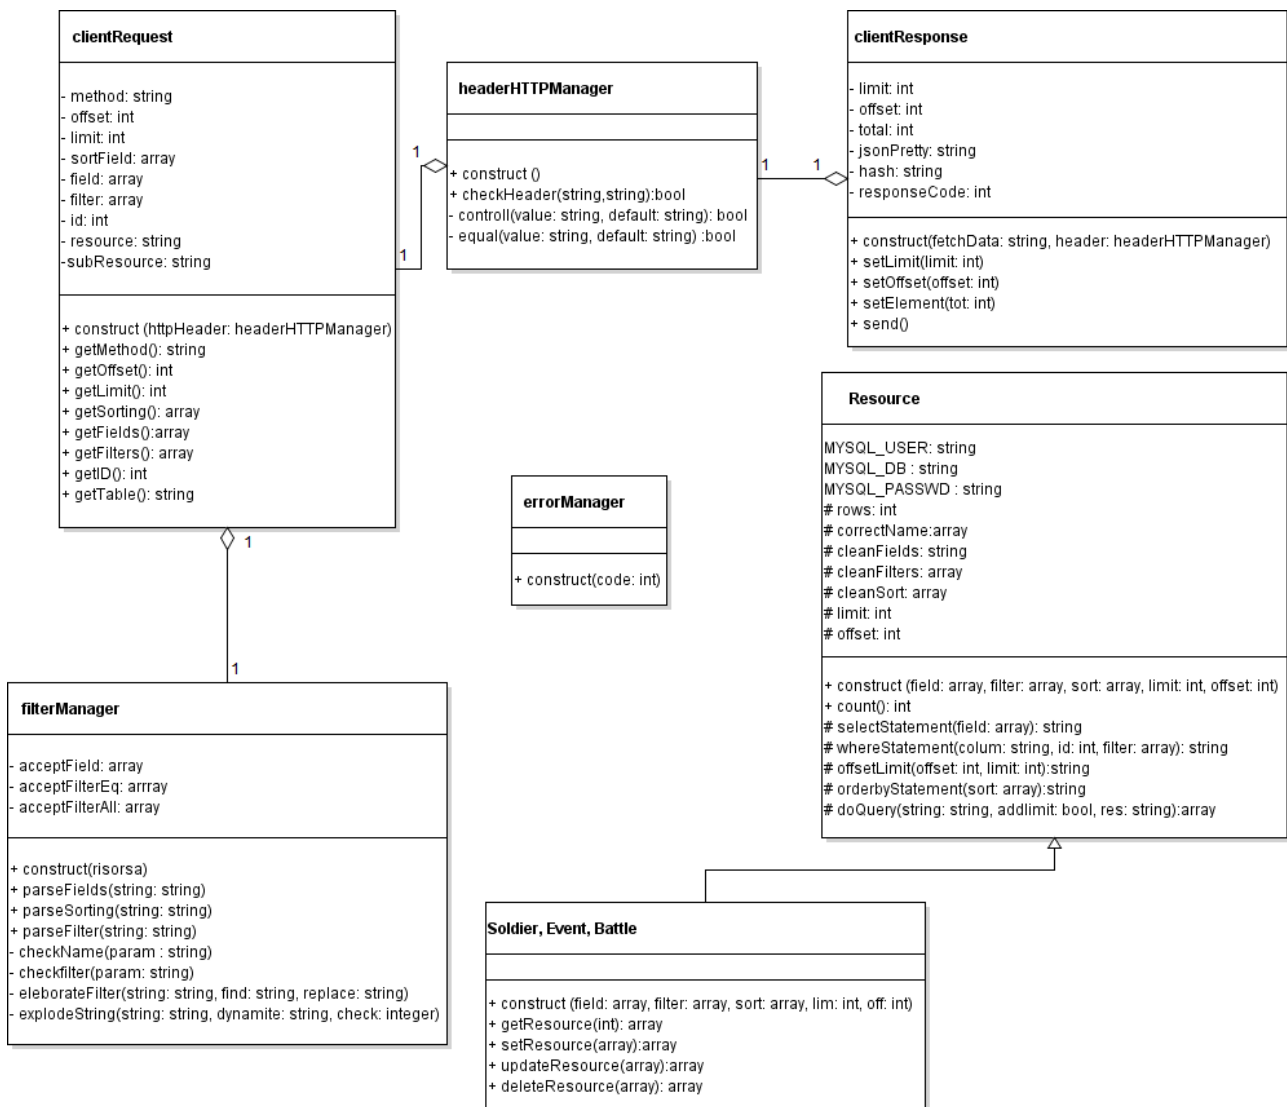 clientRequest
- method: string
- offset: int
- limit: int
- sortField: array
- field: array
- filter: array
- id: int
- resource: string
-subResource: string
+ construct (httpHeader: headerHTTPManager)
+ getMethod(): string
+ getOffset(): int
+ getLimit(): int
+ getSorting(): array
+ getFields():array
+ getFilters(): array
+ getID(): int
+ getTable(): string
1
1
headerHTTPManager
+ construct ()
+ checkHeader(string,string):bool
- controll(value: string, default: string): bool
- equal(value: string, default: string) :bool
1
1
clientResponse
- limit: int
- offset: int
- total: int
- jsonPretty: string
- hash: string
- responseCode: int
+ construct(fetchData: string, header: headerHTTPManager)
+ setLimit(limit: int)
+ setOffset(offset: int)
+ setElement(tot: int)
+ send()
1
1
filterManager
- acceptField: array
- acceptFilterEq: arrray
- acceptFilterAll: array
+ construct(risorsa)
+ parseFields(string: string)
+ parseSorting(string: string)
+ parseFilter(string: string)
- checkName(param : string)
- checkfilter(param: string)
- eleborateFilter(string: string, find: string, replace: string)
- explodeString(string: string, dynamite: string, check: integer)
errorManager
+ construct(code: int)
Resource
MYSQL_USER: string
MYSQL_DB : string
MYSQL_PASSWD : string
# rows: int
# correctName:array
# cleanFields: string
# cleanFilters: array
# cleanSort: array
# limit: int
# offset: int
+ construct (field: array, filter: array, sort: array, limit: int, offset: int)
+ count(): int
# selectStatement(field: array): string
# whereStatement(colum: string, id: int, filter: array): string
# offsetLimit(offset: int, limit: int):string
# orderbyStatement(sort: array):string
# doQuery(string: string, addlimit: bool, res: string):array
Soldier, Event, Battle
+ construct (field: array, filter: array, sort: array, lim: int, off: int)
+ getResource(int): array
+ setResource(array):array
+ updateResource(array):array
+ deleteResource(array): array